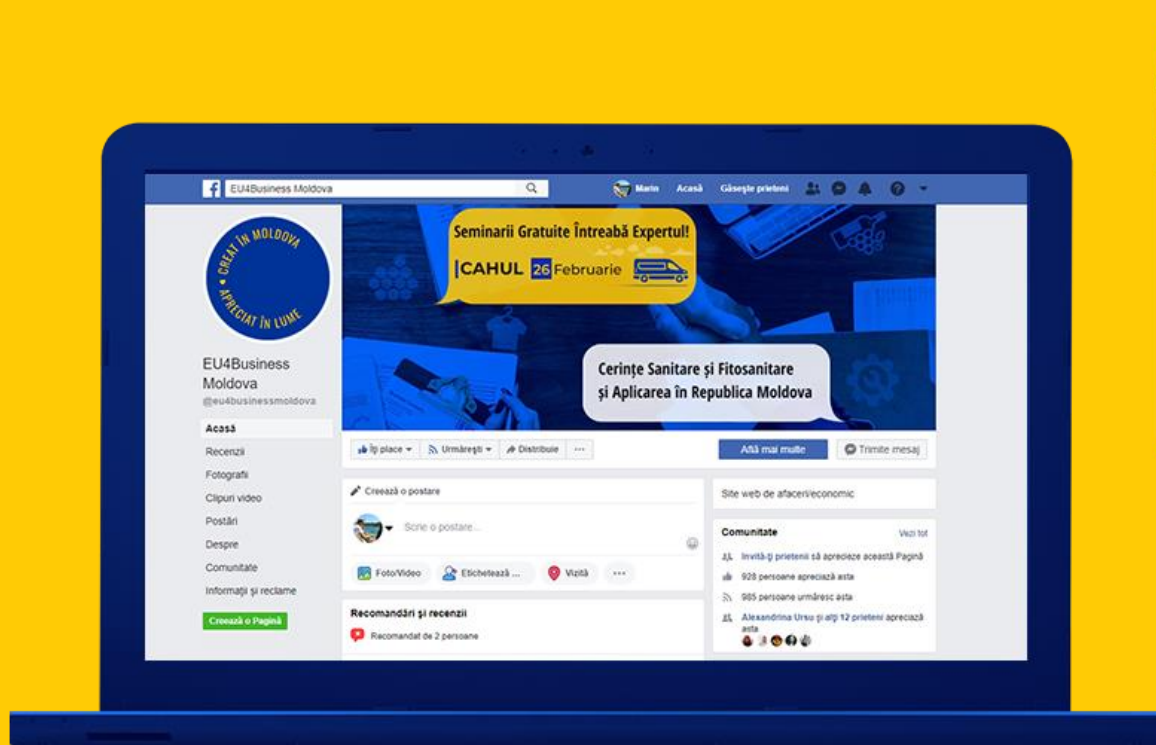 EU4Business Moldova
Marin Acasă Găsește prieteni
CREAT ÎN MOLDOVA • APRECIAT ÎN LUME •
Seminarii Gratuite Întreabă Expertul!
CAHUL 26 Februarie
Cerințe Sanitare și Fitosanitare
și Aplicarea în Republica Moldova
EU4Business
Moldova
@eu4businessmoldova
Acasă
Recenzii
Fotografii
Clipuri video
Postări
Despre
Comunitate
Informații și reclame
Creează o Pagină
Îți place Urmărești Distribuie ...
Află mai multe Trimite mesaj
Creează o postare
Scrie o postare...
Foto/Video Etichetează ... Vizită ...
Recomandări și recenzii
Recomandat de 2 persoane
Site web de afaceri/economic
Comunitate Vezi tot
Invită-ți prietenii să aprecieze această Pagină
928 persoane apreciază asta
985 persoane urmăresc asta
Alexandrina Ursu și alți 12 prieteni apreciază
asta